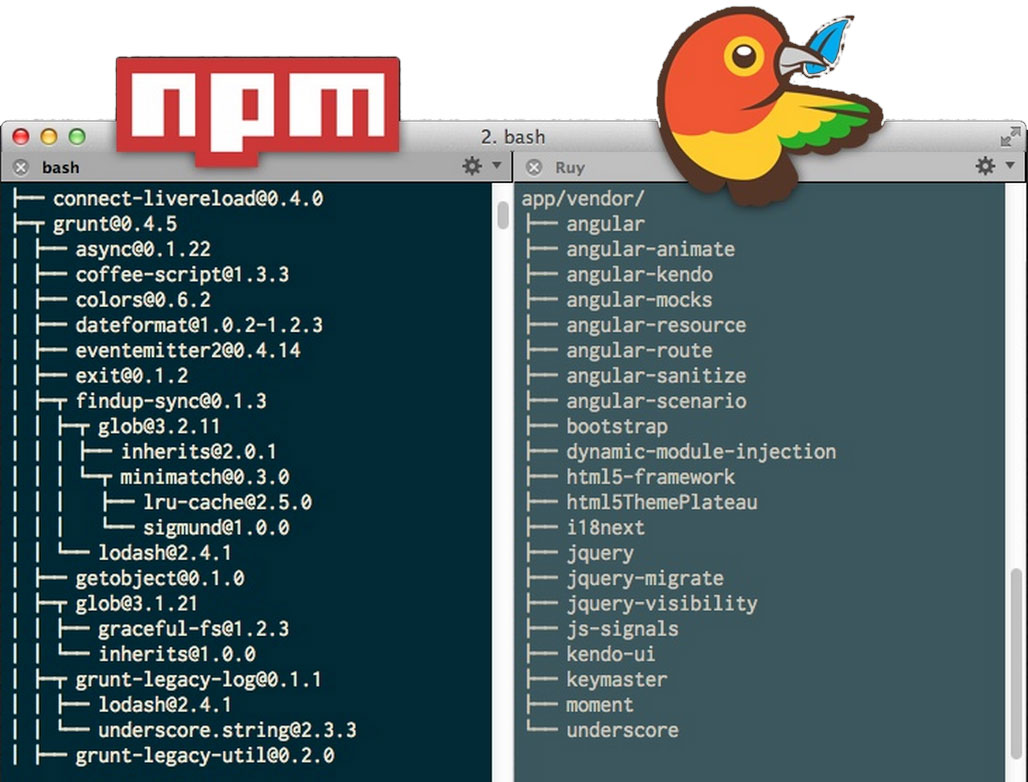 npm
2. bash
bash
├── connect-livereload@0.4.0
├─┬ grunt@0.4.5
│ ├── async@0.1.22
│ ├── coffee-script@1.3.3
│ ├── colors@0.6.2
│ ├── dateformat@1.0.2-1.2.3
│ ├── eventemitter2@0.4.14
│ ├── exit@0.1.2
│ ├─┬ findup-sync@0.1.3
│ │ ├─┬ glob@3.2.11
│ │ │ ├── inherits@2.0.1
│ │ │ └─┬ minimatch@0.3.0
│ │ │   ├── lru-cache@2.5.0
│ │ │   └── sigmund@1.0.0
│ │ └── lodash@2.4.1
│ ├── getobject@0.1.0
│ ├─┬ glob@3.1.21
│ │ ├── graceful-fs@1.2.3
│ │ └── inherits@1.0.0
│ ├─┬ grunt-legacy-log@0.1.1
│ │ ├── lodash@2.4.1
│ │ └── underscore.string@2.3.3
│ ├── grunt-legacy-util@0.2.0
Ruy
app/vendor/
├── angular
├── angular-animate
├── angular-kendo
├── angular-mocks
├── angular-resource
├── angular-route
├── angular-sanitize
├── angular-scenario
├── bootstrap
├── dynamic-module-injection
├── html5-framework
├── html5ThemePlateau
├── i18next
├── jquery
├── jquery-migrate
├── jquery-visibility
├── js-signals
├── kendo-ui
├── keymaster
├── moment
└── underscore